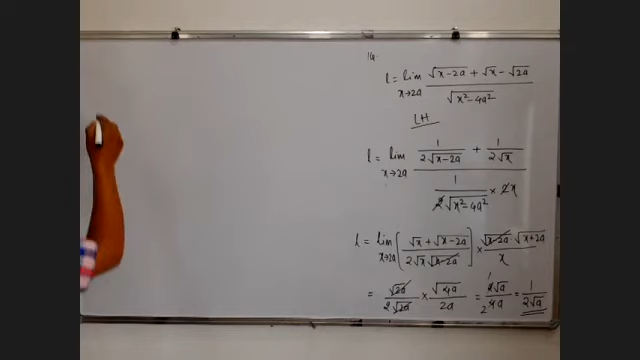 14.
l = lim x→2a (√(x-2a) + √x - √(2a)) / √(x²-4a²)
LH
l = lim x→2a (1/(2√(x-2a)) + 1/(2√x)) / (1/(2√(x²-4a²)) × 2x)
l = lim x→2a ((√x + √(x-2a)) / (2√x √(x-2a))) × (√(x-2a) · √(x+2a)) / x
= √(2a) / (2√(2a)) × √(4a) / 2a = 2√a / 4a = 1 / (2√a)